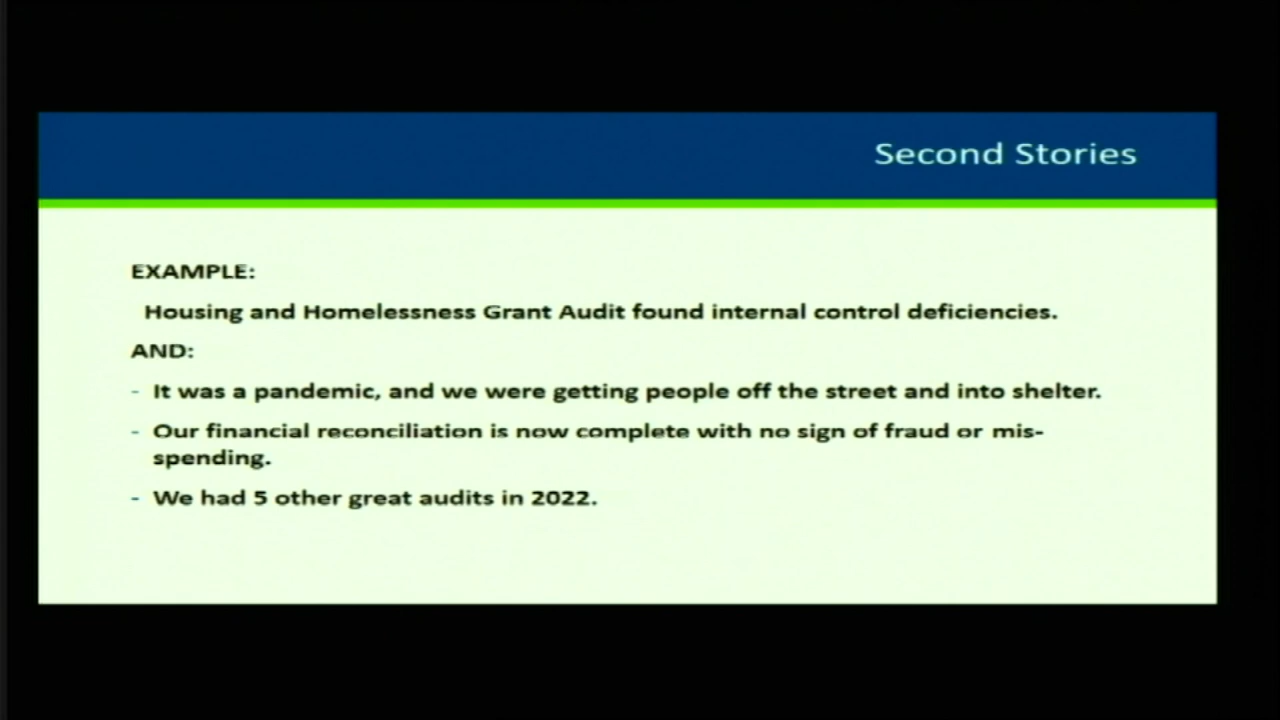 Second Stories
EXAMPLE:
Housing and Homelessness Grant Audit found internal control deficiencies.
AND:
- It was a pandemic, and we were getting people off the street and into shelter.
- Our financial reconciliation is now complete with no sign of fraud or mis-
spending.
- We had 5 other great audits in 2022.